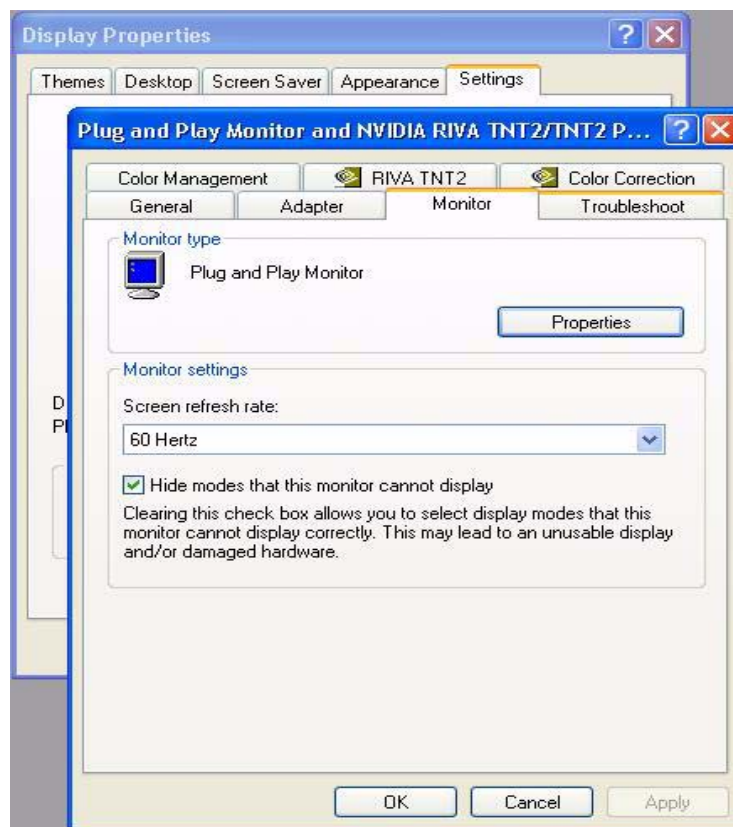 Display Properties
Themes Desktop Screen Saver Appearance Settings
Plug and Play Monitor and NVIDIA RIVA TNT2/TNT2 P...
Color Management RIVA TNT2 Color Correction
General Adapter Monitor Troubleshoot
Monitor type
Plug and Play Monitor
Properties
Monitor settings
D
Screen refresh rate:
Pl
60 Hertz
Hide modes that this monitor cannot display
Clearing this check box allows you to select display modes that this
monitor cannot display correctly. This may lead to an unusable display
and/or damaged hardware.
OK Cancel Apply